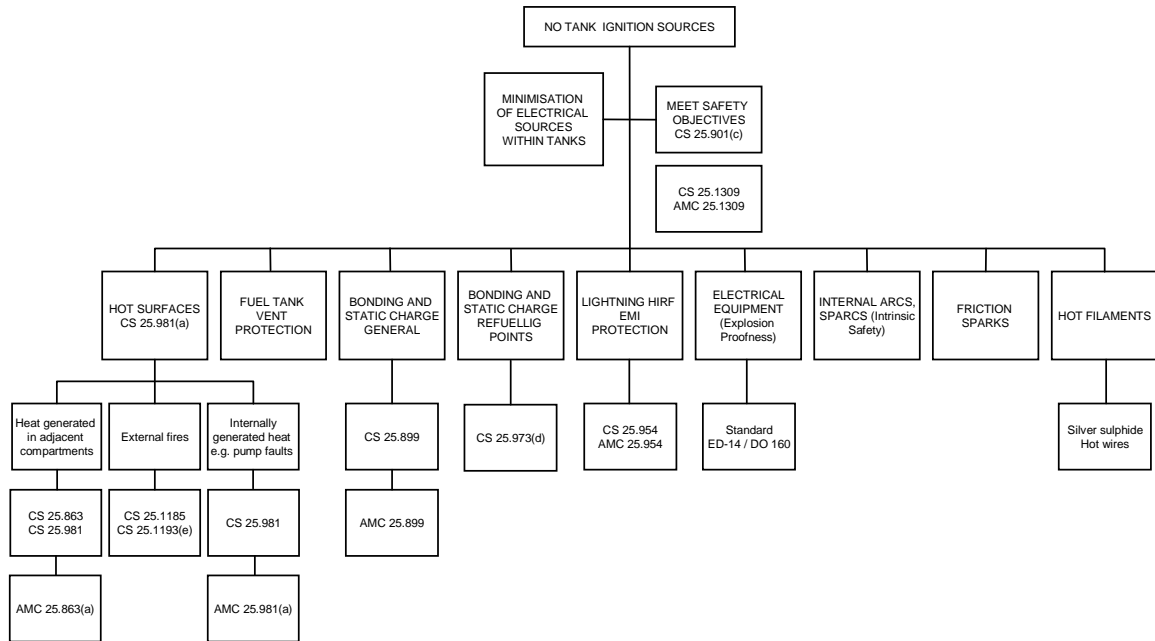 NO TANK IGNITION SOURCES
MINIMISATION
OF ELECTRICAL
SOURCES
WITHIN TANKS
MEET SAFETY
OBJECTIVES
CS 25.901(c)
CS 25.1309
AMC 25.1309
HOT SURFACES
CS 25.981(a)
FUEL TANK
VENT
PROTECTION
BONDING AND
STATIC CHARGE
GENERAL
BONDING AND
STATIC CHARGE
REFUELLIG
POINTS
LIGHTNING HIRF
EMI
PROTECTION
ELECTRICAL
EQUIPMENT
(Explosion
Proofness)
INTERNAL ARCS,
SPARCS (Intrinsic
Safety)
FRICTION
SPARKS
HOT FILAMENTS
Heat generated
in adjacent
compartments
External fires
Internally
generated heat
e.g. pump faults
CS 25.899
CS 25.973(d)
CS 25.954
AMC 25.954
Standard
ED-14 / DO 160
Silver sulphide
Hot wires
CS 25.863
CS 25.981
CS 25.1185
CS 25.1193(e)
CS 25.981
AMC 25.899
AMC 25.863(a)
AMC 25.981(a)